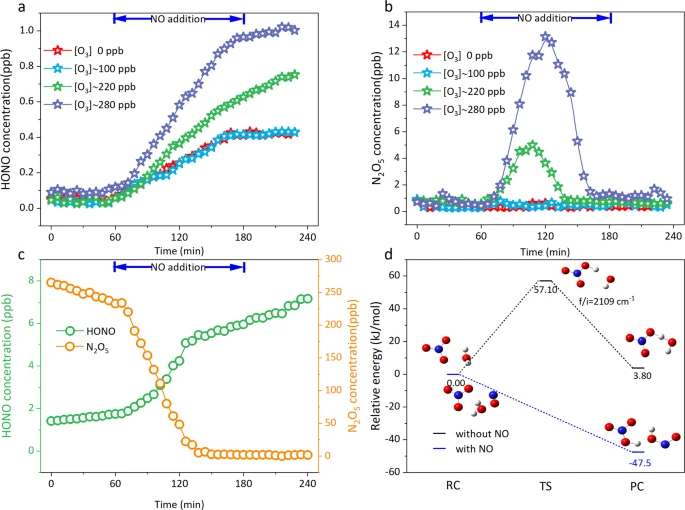 a
NO addition
[O₃] 0 ppb
[O₃]~100 ppb
[O₃]~220 ppb
[O₃]~280 ppb
HONO concentration(ppb)
1.0
0.8
0.6
0.4
0.2
0.0
0
60
120
180
240
Time (min)
b
NO addition
[O₃] 0 ppb
[O₃]~100 ppb
[O₃]~220 ppb
[O₃]~280 ppb
N₂O₅ concentration(ppb)
16
14
12
10
8
6
4
2
0
0
60
120
180
240
Time (min)
c
NO addition
HONO
N₂O₅
HONO concentration (ppb)
8
6
4
2
0
N₂O₅ concentration(ppb)
300
250
200
150
100
50
0
0
60
120
180
240
Time (min)
d
Relative energy (kJ/mol)
80
60
40
20
0
-20
-40
-60
57.10
f/i=2109 cm⁻¹
0.00
3.80
-47.5
without NO
with NO
RC
TS
PC